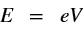 E = eV